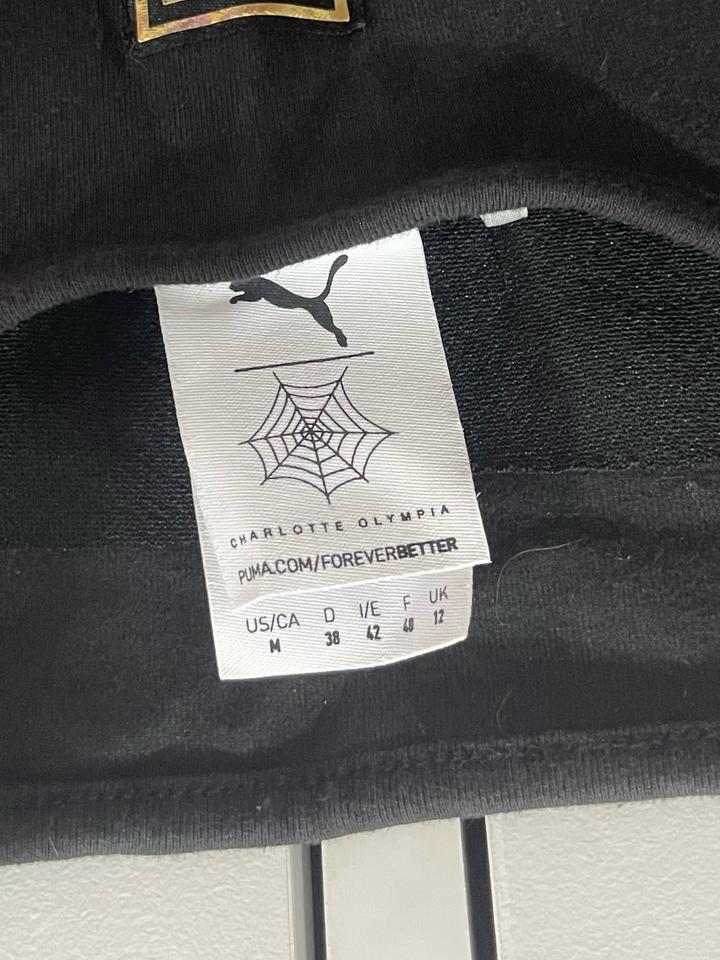 CHARLOTTE OLYMPIA
PUMA.COM/FOREVERBETTER
US/CA D I/E F UK
M 38 42 40 12